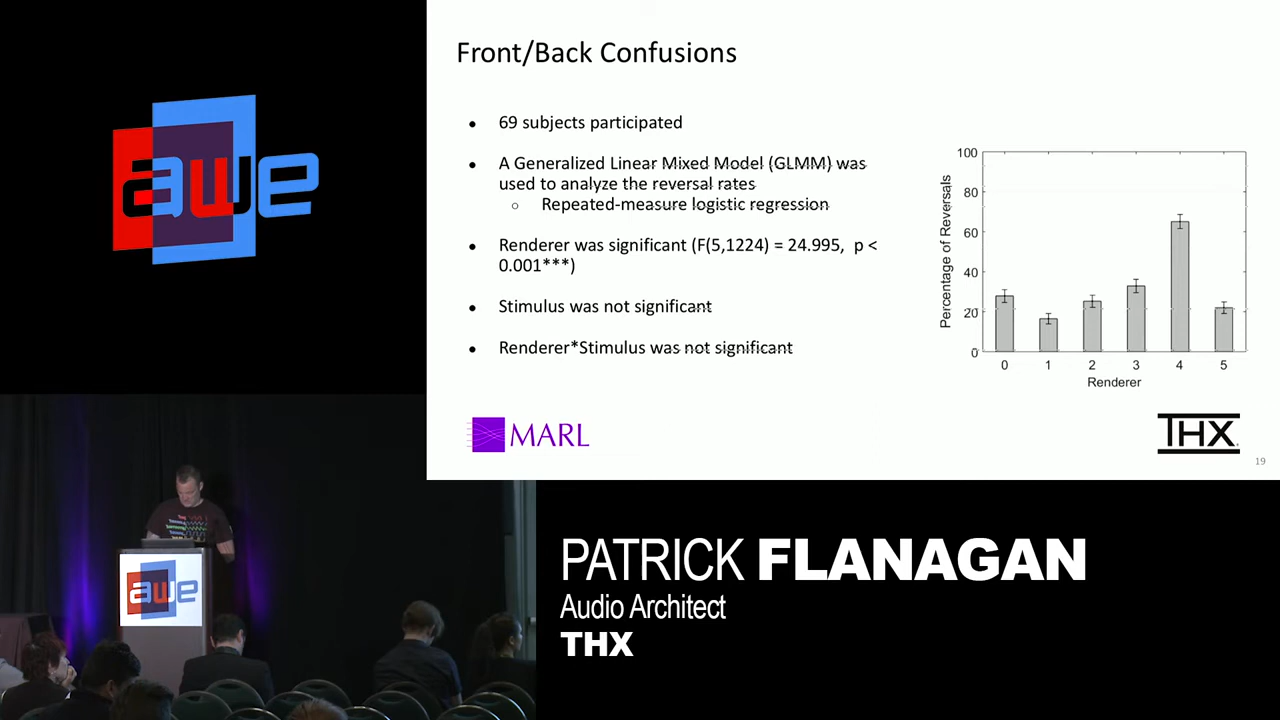 awe
Front/Back Confusions
● 69 subjects participated
● A Generalized Linear Mixed Model (GLMM) was
used to analyze the reversal rates
○ Repeated-measure logistic regression
● Renderer was significant (F(5,1224) = 24.995, p <
0.001***)
● Stimulus was not significant
● Renderer*Stimulus was not significant
Percentage of Reversals
100
80
60
40
20
0
0 1 2 3 4 5
Renderer
MARL
THX
19
awe
PATRICK FLANAGAN
Audio Architect
THX